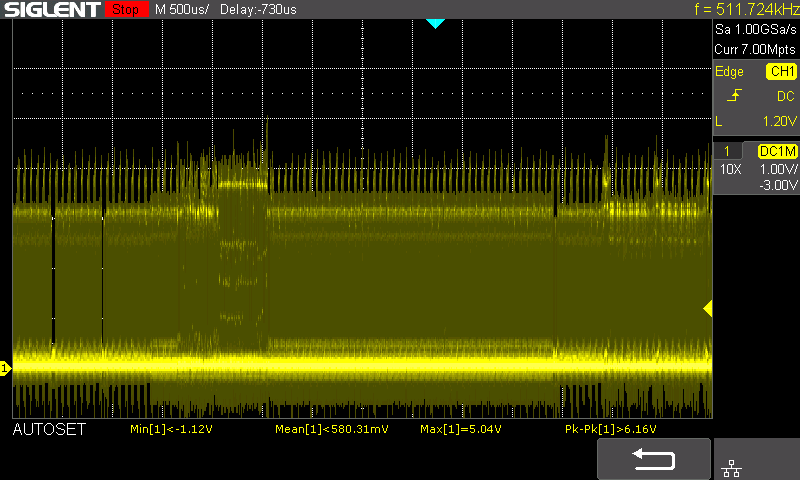 SIGLENT Stop M 500us/ Delay:-730us f = 511.724kHz
Sa 1.00GSa/s
Curr 7.00Mpts
Edge CH1
DC
L 1.20V
1 DC1M
10X 1.00V/
-3.00V
1
AUTOSET Min[1]<-1.12V Mean[1]<580.31mV Max[1]=5.04V Pk-Pk[1]>6.16V